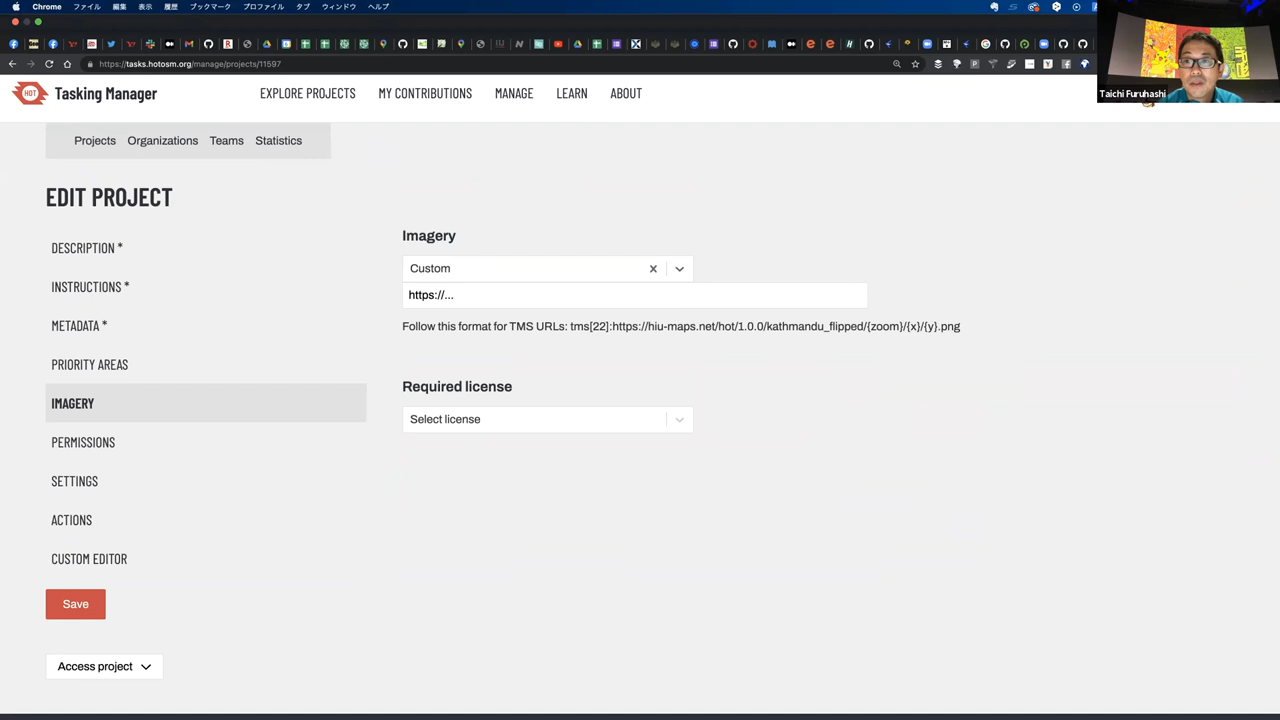 Chrome ファイル 編集 表示 履歴 ブックマーク プロファイル タブ ウィンドウ ヘルプ
https://tasks.hotosm.org/manage/projects/11597
Taichi Furuhashi
HOT Tasking Manager EXPLORE PROJECTS MY CONTRIBUTIONS MANAGE LEARN ABOUT
Projects Organizations Teams Statistics
EDIT PROJECT
DESCRIPTION *
INSTRUCTIONS *
METADATA *
PRIORITY AREAS
IMAGERY
PERMISSIONS
SETTINGS
ACTIONS
CUSTOM EDITOR
Save
Access project
Imagery
Custom
https://...
Follow this format for TMS URLs: tms[22]:https://hiu-maps.net/hot/1.0.0/kathmandu_flipped/{zoom}/{x}/{y}.png
Required license
Select license